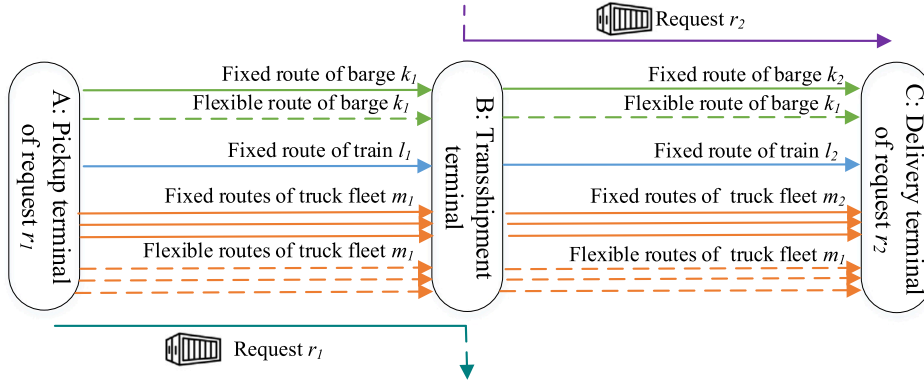 Request r₂
Fixed route of barge k₁
Flexible route of barge k₁
Fixed route of train l₁
Fixed routes of truck fleet m₁
Flexible routes of truck fleet m₁
Fixed route of barge k₂
Flexible route of barge k₁
Fixed route of train l₂
Fixed routes of truck fleet m₂
Flexible routes of truck fleet m₁
A: Pickup terminal
of request r₁
B: Transshipment
terminal
C: Delivery terminal
of request r₂
Request r₁